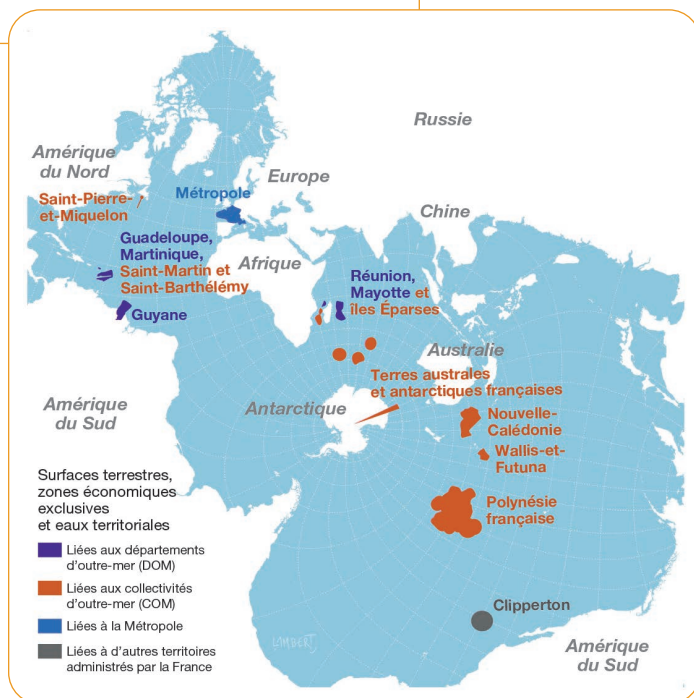 Russie
Amérique
du Nord
Europe
Saint-Pierre-
et-Miquelon
Métropole
Chine
Guadeloupe,
Martinique,
Saint-Martin et
Saint-Barthélémy
Afrique
Réunion,
Mayotte et
îles Éparses
Guyane
Australie
Terres australes
et antarctiques françaises
Amérique
du Sud
Antarctique
Nouvelle-
Calédonie
Wallis-et-
Futuna
Polynésie
française
Surfaces terrestres,
zones économiques
exclusives
et eaux territoriales
Liées aux départements
d'outre-mer (DOM)
Liées aux collectivités
d'outre-mer (COM)
Liées à la Métropole
Liées à d'autres territoires
administrés par la France
Clipperton
LAMBERT
Amérique
du Sud